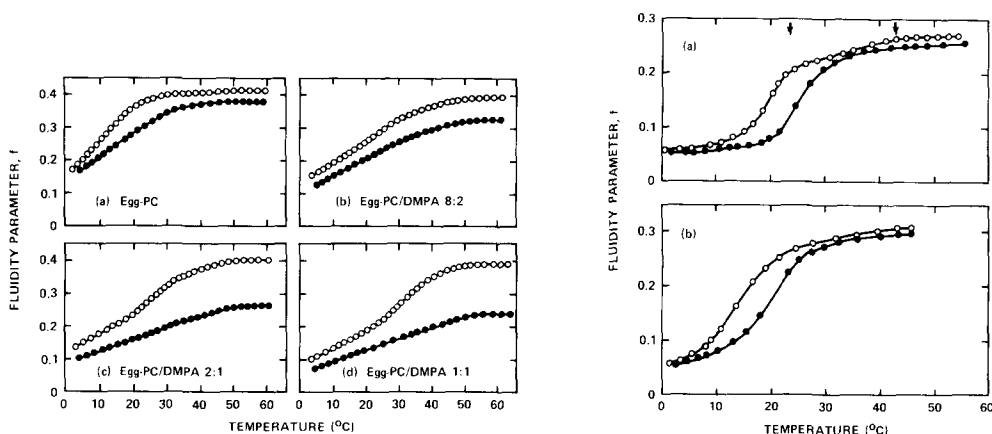 FLUIDITY PARAMETER, f
0.4
0.3
0.2
0.1
0
(a) Egg-PC
(b) Egg-PC/DMPA 8:2
0.4
0.3
0.2
0.1
0
(c) Egg-PC/DMPA 2:1
(d) Egg-PC/DMPA 1:1
0 10 20 30 40 50 60 0 10 20 30 40 50 60
TEMPERATURE (°C)
FLUIDITY PARAMETER, f
0.3
(a)
0.2
0.1
0
(b)
0.3
0.2
0.1
0
0 10 20 30 40 50 60
TEMPERATURE (°C)